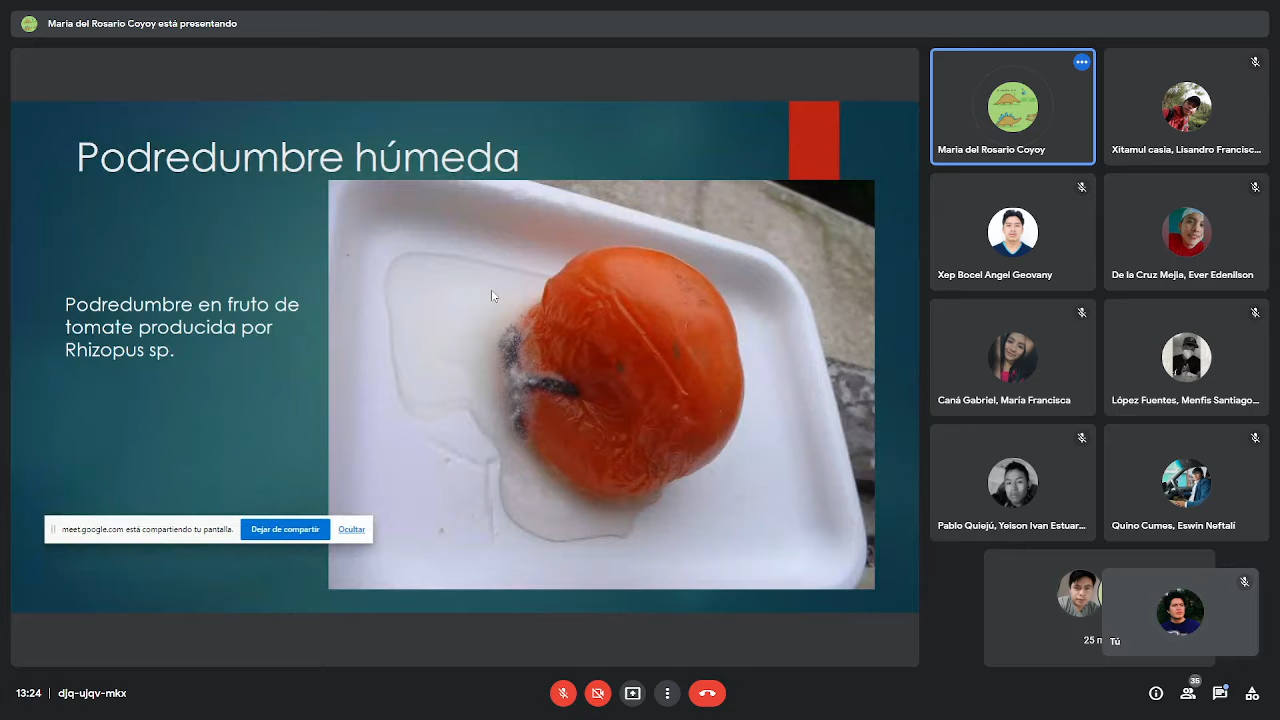 Maria del Rosario Coyoy está presentando
Podredumbre húmeda
Podredumbre en fruto de
tomate producida por
Rhizopus sp.
meet.google.com está compartiendo tu pantalla.
Dejar de compartir
Ocultar
Maria del Rosario Coyoy
Xitamul casia, Lisandro Francisc...
Xep Bocel Angel Geovany
De la Cruz Mejia, Ever Edenilson
Caná Gabriel, María Francisca
López Fuentes, Menfis Santiago...
Pablo Quiejú, Yeison Ivan Estuar...
Quino Cumes, Eswin Neftalí
25 m
Tú
13:24 | djq-ujqv-mkx
35